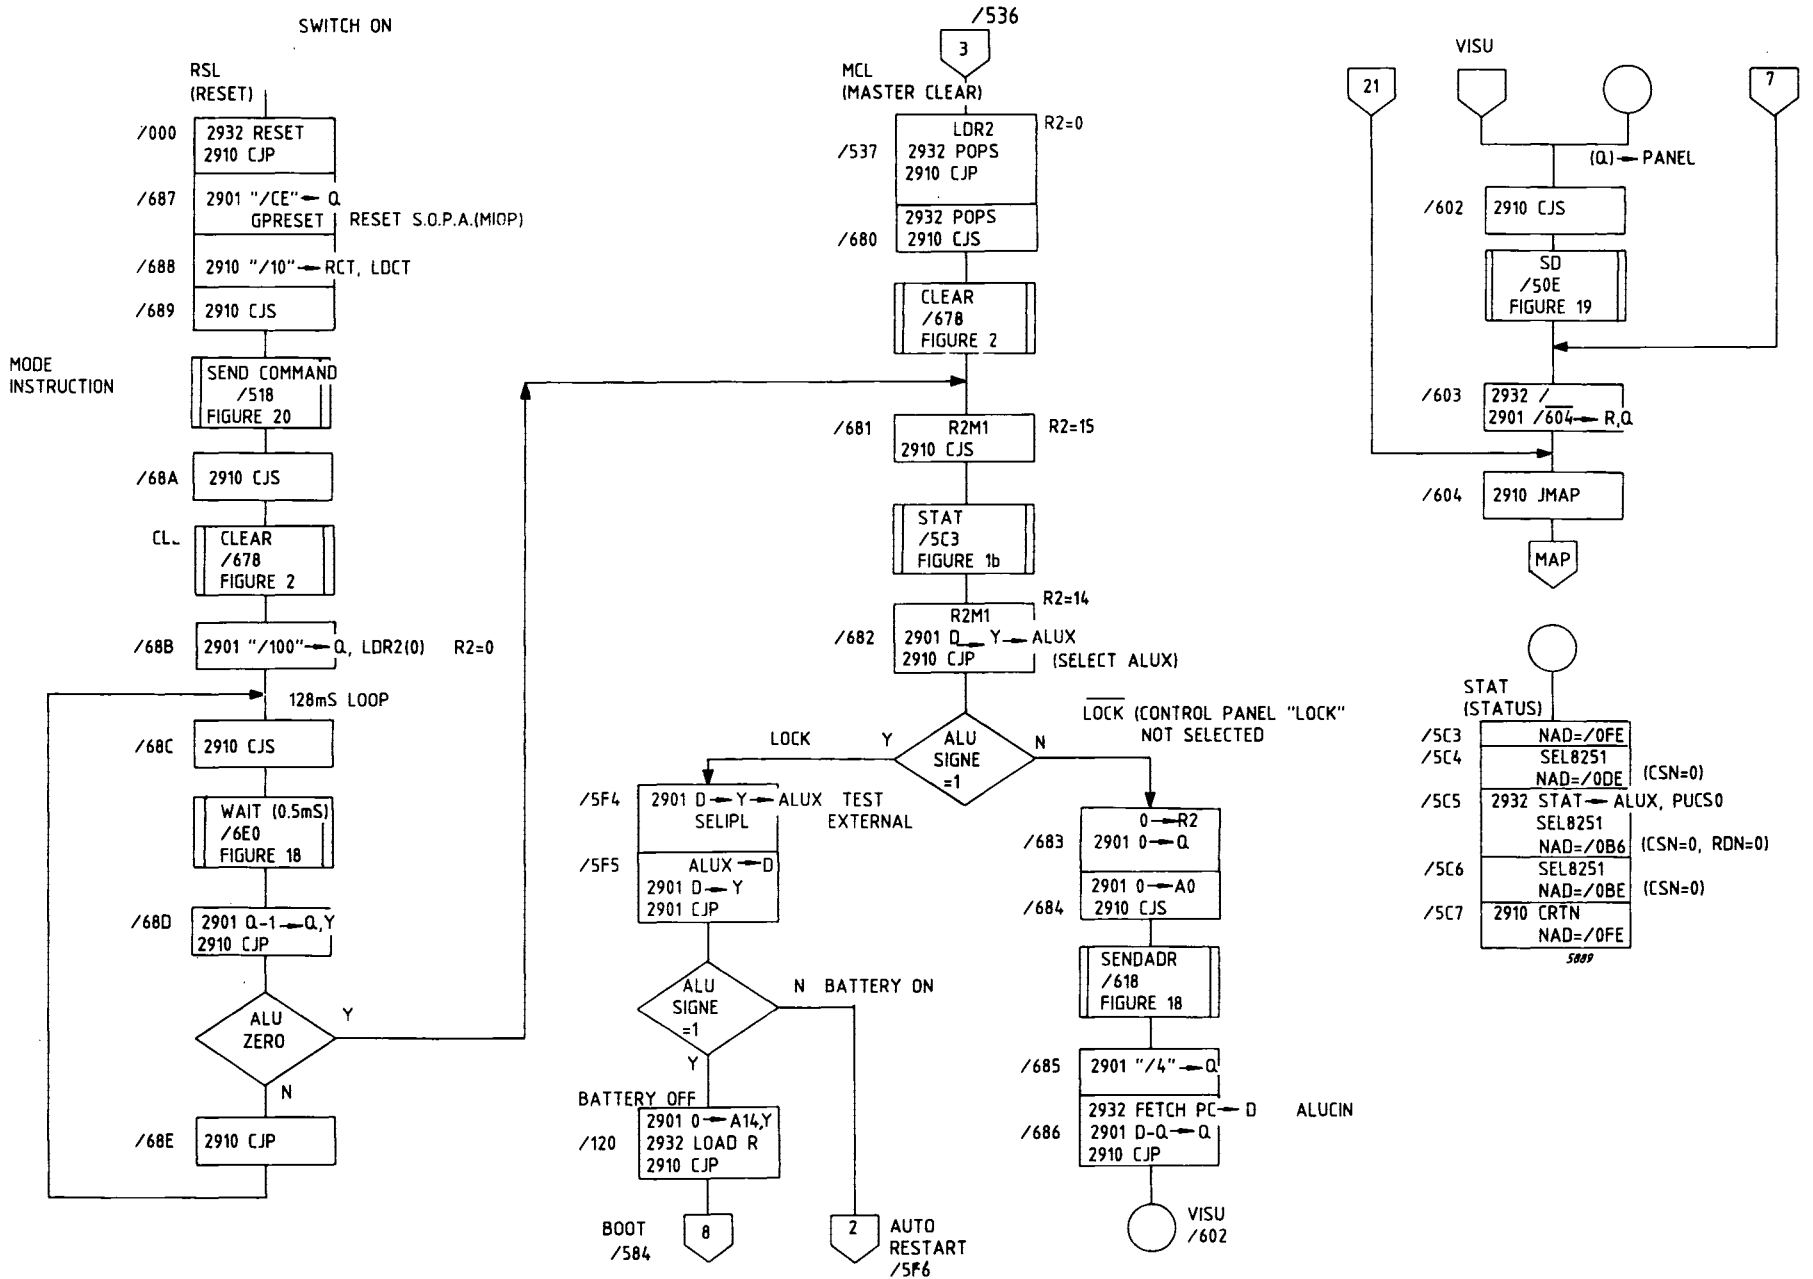 SWITCH ON
RSL
(RESET)
/000
2932 RESET
2910 CJP
/687
2901 "/CE"→Q
GPRESET
RESET S.O.P.A.(MIOP)
/688
2910 "/10"→RCT, LDCT
/689
2910 CJS
MODE
INSTRUCTION
SEND COMMAND
/518
FIGURE 20
/68A
2910 CJS
CLL
CLEAR
/678
FIGURE 2
/68B
2901 "/100"→Q, LDR2(0)
R2=0
128mS LOOP
/68C
2910 CJS
WAIT (0.5mS)
/6E0
FIGURE 18
/68D
2901 Q-1→Q,Y
2910 CJP
ALU
ZERO
Y
N
/68E
2910 CJP
/536
3
MCL
(MASTER CLEAR)
R2=0
LDR2
/537
2932 POPS
2910 CJP
2932 POPS
/680
2910 CJS
CLEAR
/678
FIGURE 2
/681
R2M1
R2=15
2910 CJS
STAT
/5C3
FIGURE 1b
R2=14
R2M1
/682
2901 D→Y→ALUX
2910 CJP
(SELECT ALUX)
LOCK
Y
ALU
SIGNE
=1
N
L̅O̅C̅K̅ (CONTROL PANEL "LOCK"
NOT SELECTED
/5F4
2901 D→Y→ALUX TEST
SELIPL
EXTERNAL
/5F5
ALUX→D
2901 D→Y
2901 CJP
ALU
SIGNE
=1
N BATTERY ON
Y
BATTERY OFF
2901 0→A14,Y
/120
2932 LOAD R
2910 CJP
BOOT
/584
8
2
AUTO
RESTART
/5F6
0→R2
/683
2901 0→Q
2901 0→A0
/684
2910 CJS
SENDADR
/618
FIGURE 18
/685
2901 "/4"→Q
2932 FETCH PC→D
ALUCIN
/686
2901 D-Q→Q
2910 CJP
VISU
/602
VISU
21
7
(Q)→PANEL
/602
2910 CJS
SD
/50E
FIGURE 19
/603
2932 /
2901 /6̅0̅4̅→R,Q
/604
2910 JMAP
MAP
STAT
(STATUS)
/5C3
NAD=/0FE
/5C4
SEL8251
NAD=/0DE
(CSN=0)
/5C5
2932 STAT→ALUX, PUCS0
SEL8251
NAD=/0B6
(CSN=0, RDN=0)
/5C6
SEL8251
NAD=/0BE
(CSN=0)
/5C7
2910 CRTN
NAD=/0FE
5889